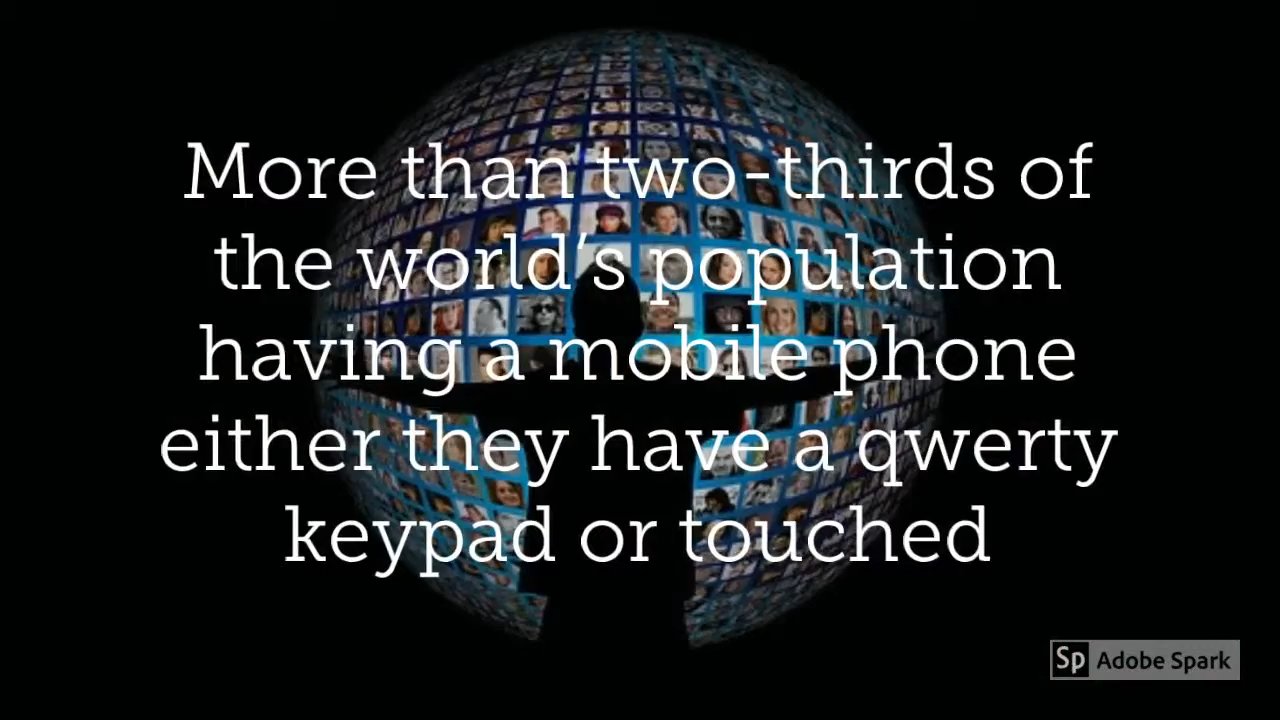 More than two-thirds of
the world's population
having a mobile phone
either they have a qwerty
keypad or touched
Sp Adobe Spark